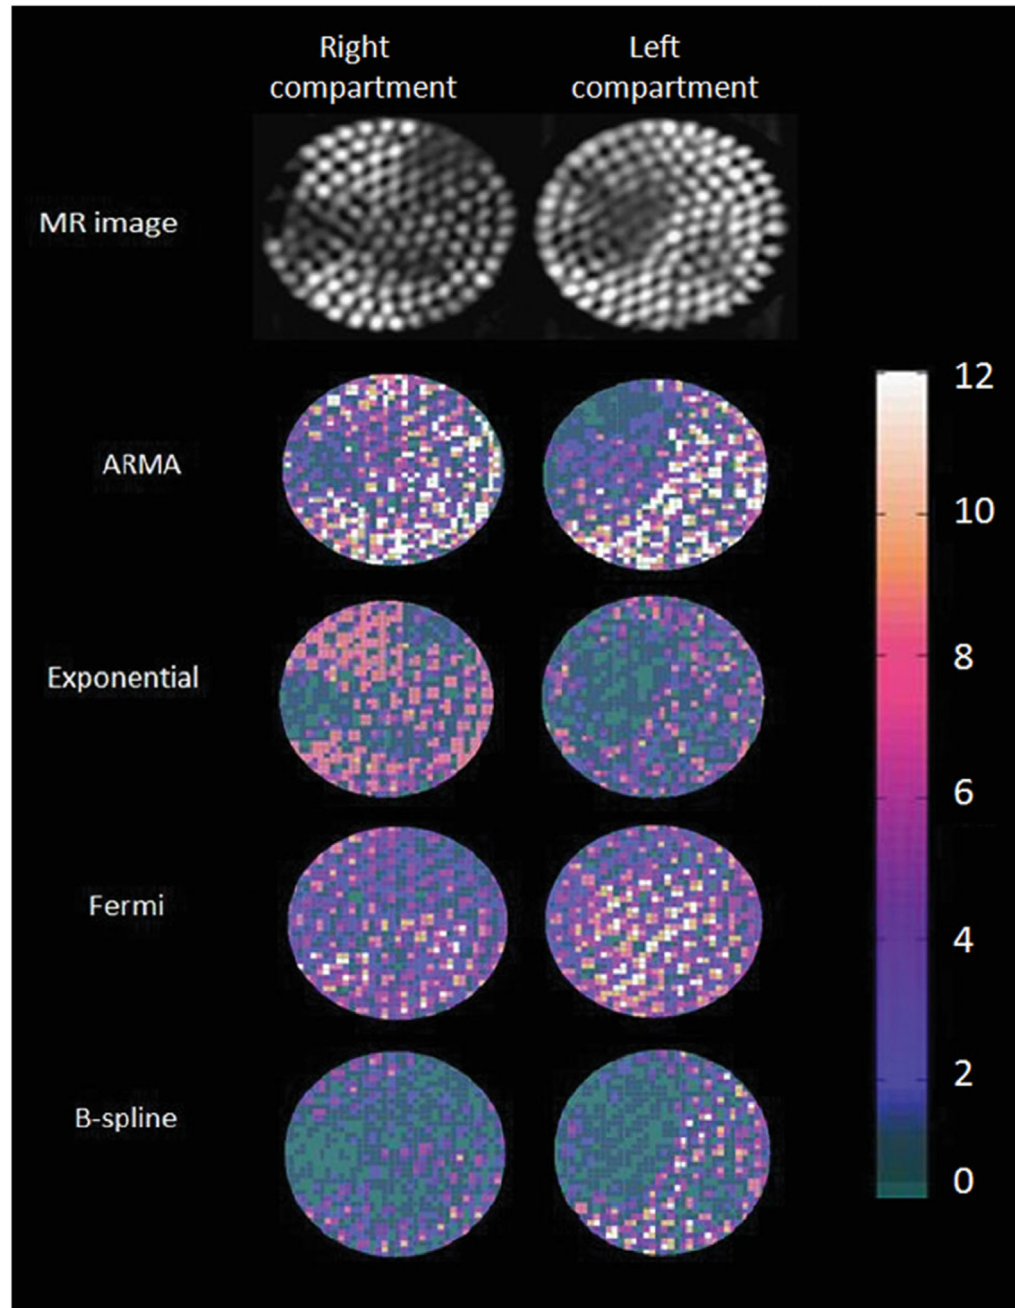 Right
compartment
Left
compartment
MR image
ARMA
Exponential
Fermi
B-spline
12
10
8
6
4
2
0